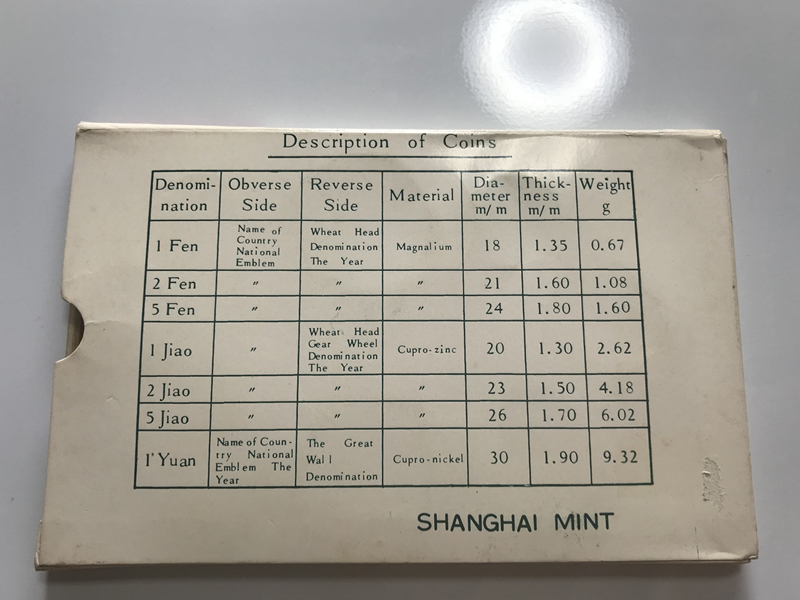 Description of Coins
Denomi-nation Obverse Side Reverse Side Material Dia-meter m/m Thick-ness m/m Weight g
1 Fen Name of Country National Emblem Wheat Head Denomination The Year Magnalium 18 1.35 0.67
2 Fen 〃 〃 〃 21 1.60 1.08
5 Fen 〃 〃 〃 24 1.80 1.60
1 Jiao 〃 Wheat Head Gear Wheel Denomination The Year Cupro-zinc 20 1.30 2.62
2 Jiao 〃 〃 〃 23 1.50 4.18
5 Jiao 〃 〃 〃 26 1.70 6.02
1 Yuan Name of Coun-try National Emblem The Year The Great Wall Denomination Cupro-nickel 30 1.90 9.32
SHANGHAI MINT